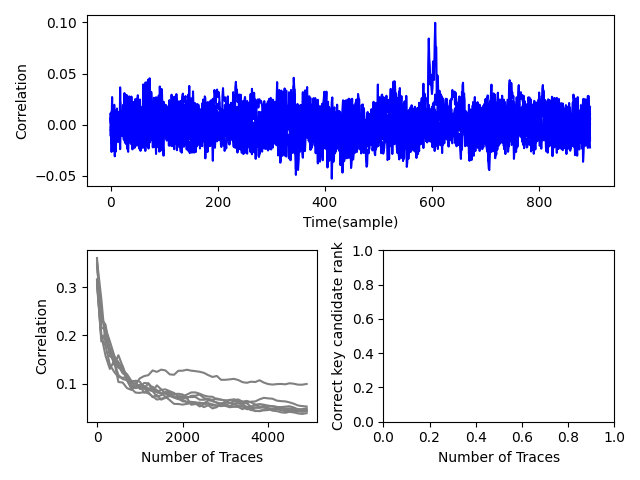 0.10
0.05
0.00
−0.05
Correlation
0 200 400 600 800
Time(sample)
0.3
0.2
0.1
Correlation
0 2000 4000
Number of Traces
1.0
0.8
0.6
0.4
0.2
0.0
Correct key candidate rank
0.0 0.2 0.4 0.6 0.8 1.0
Number of Traces